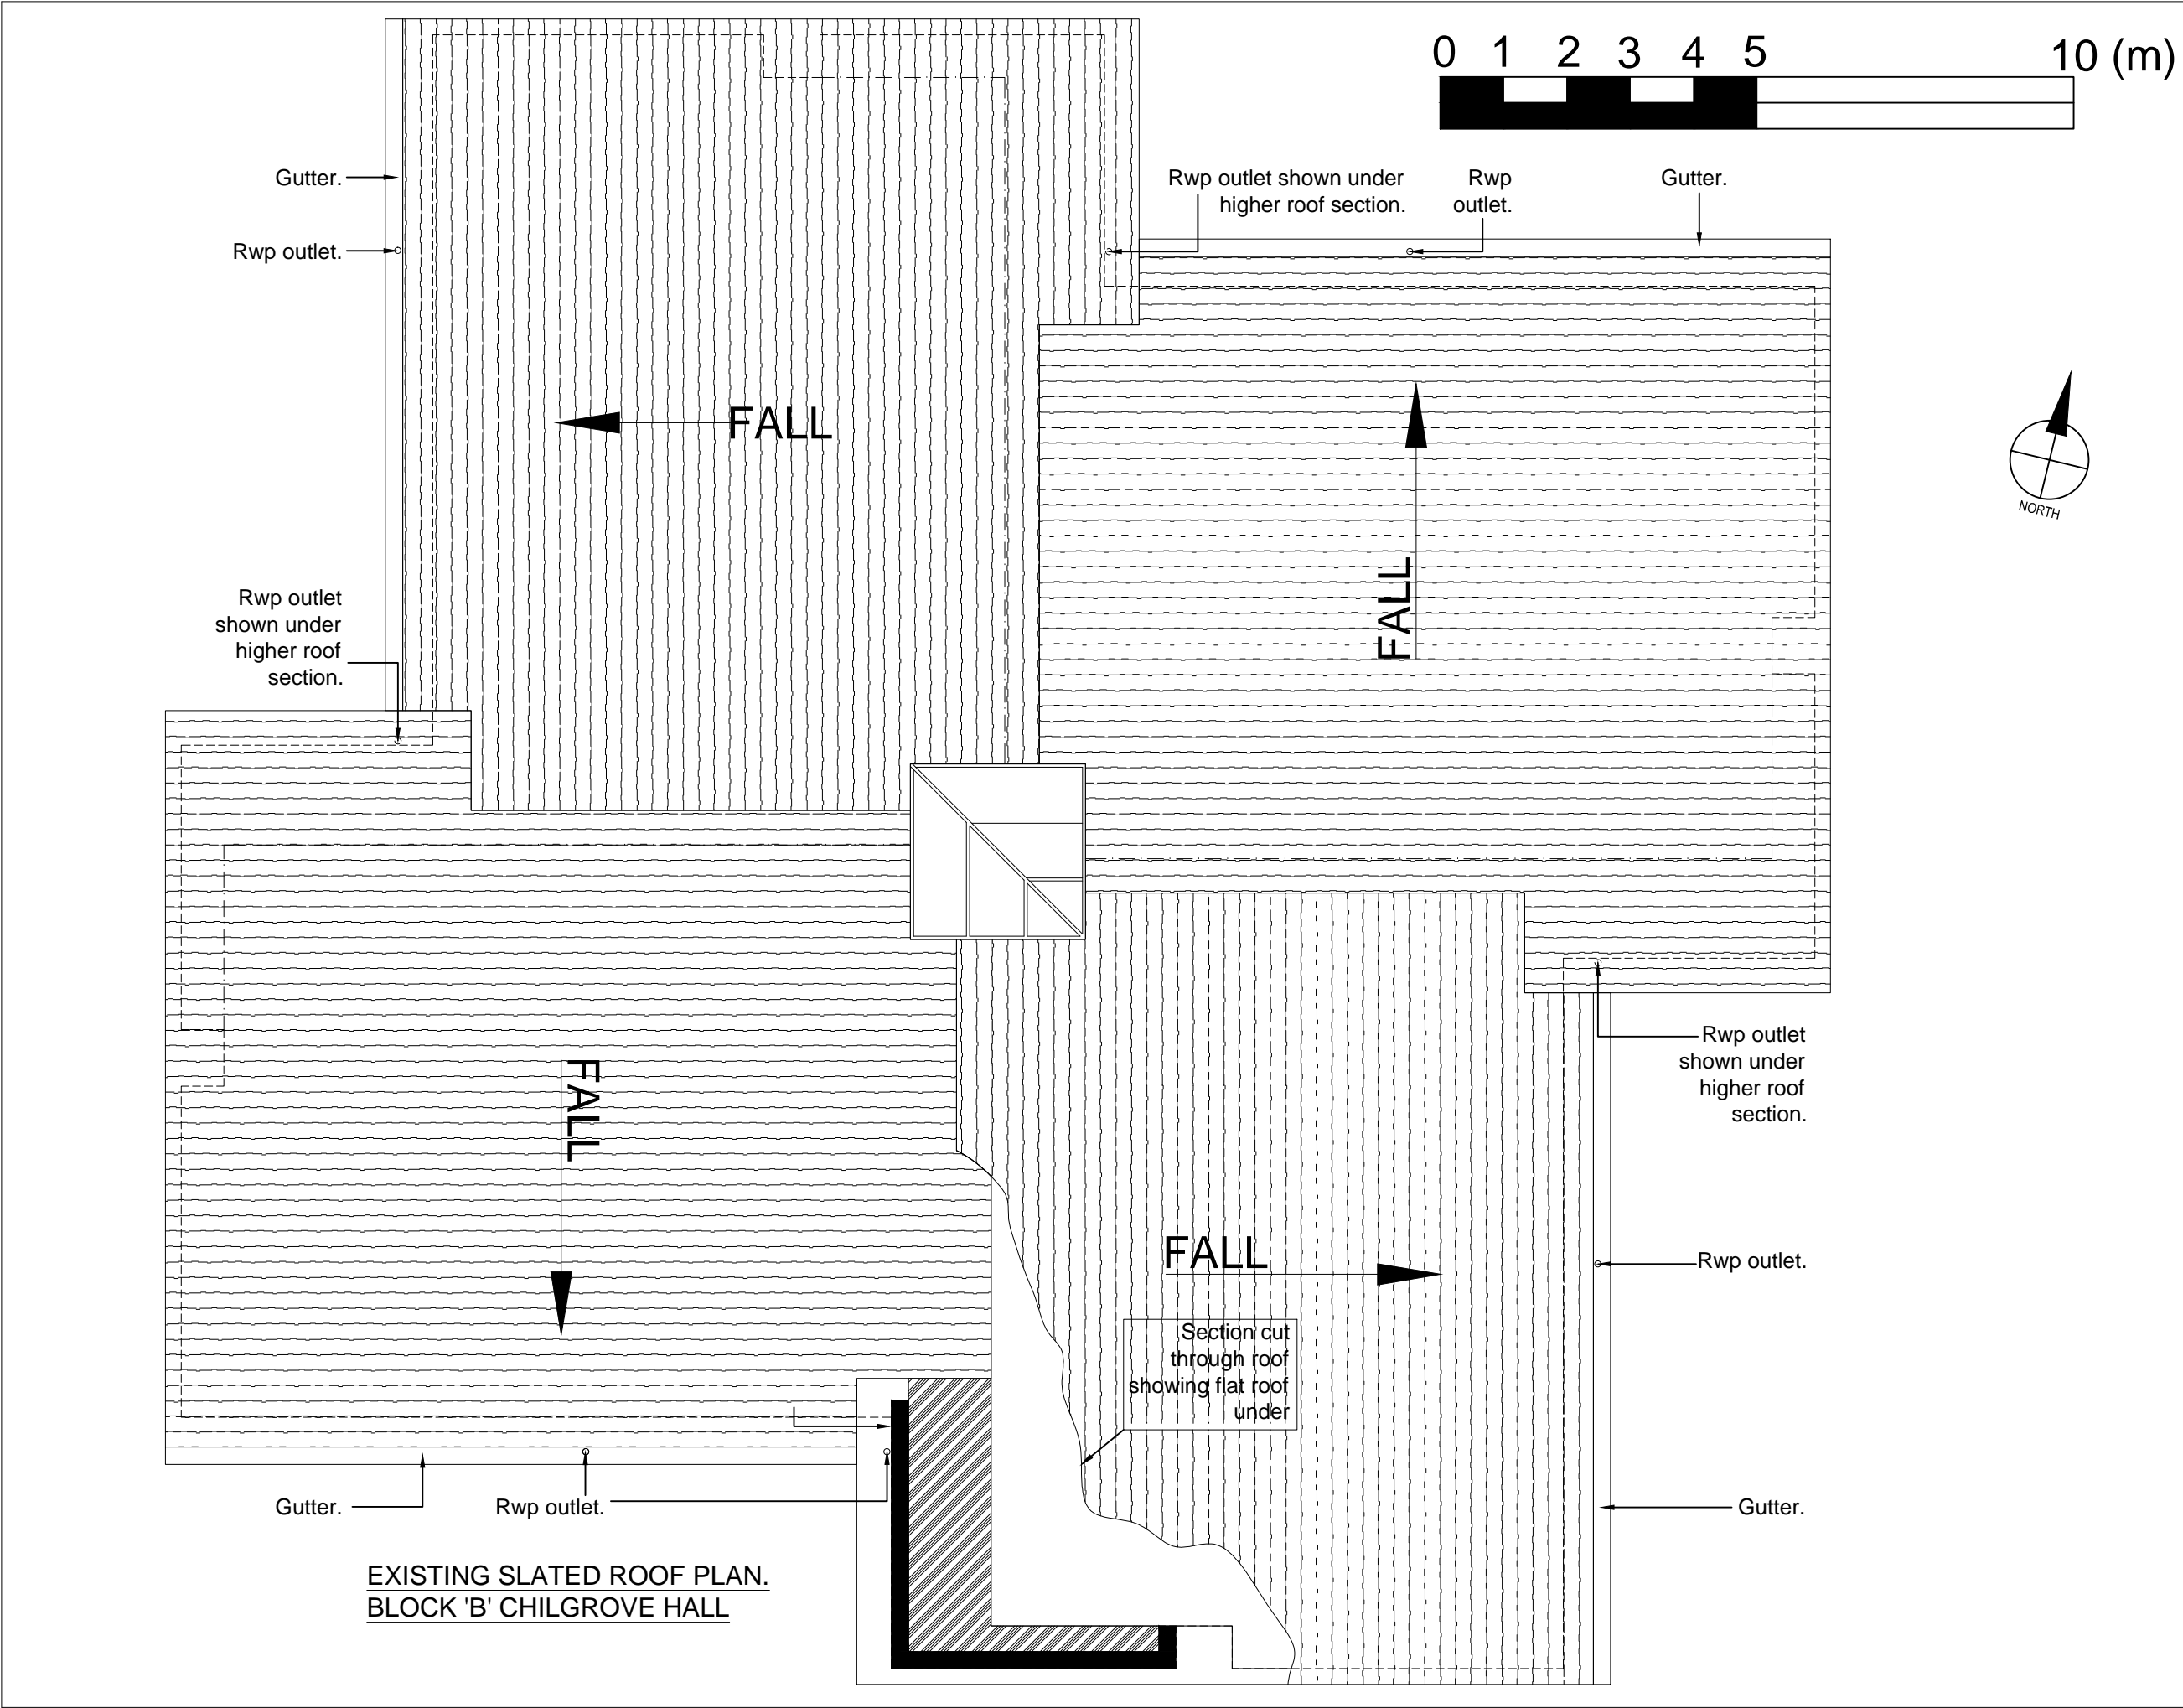 0 1 2 3 4 5 10 (m)
Gutter.
Rwp outlet shown under
higher roof section.
Rwp
outlet.
Gutter.
Rwp outlet.
FALL
FALL
NORTH
Rwp outlet
shown under
higher roof
section.
Rwp outlet
shown under
higher roof
section.
FALL
FALL
Rwp outlet.
Section cut
through roof
showing flat roof
under
Gutter.
Rwp outlet.
Gutter.
EXISTING SLATED ROOF PLAN.
BLOCK 'B' CHILGROVE HALL